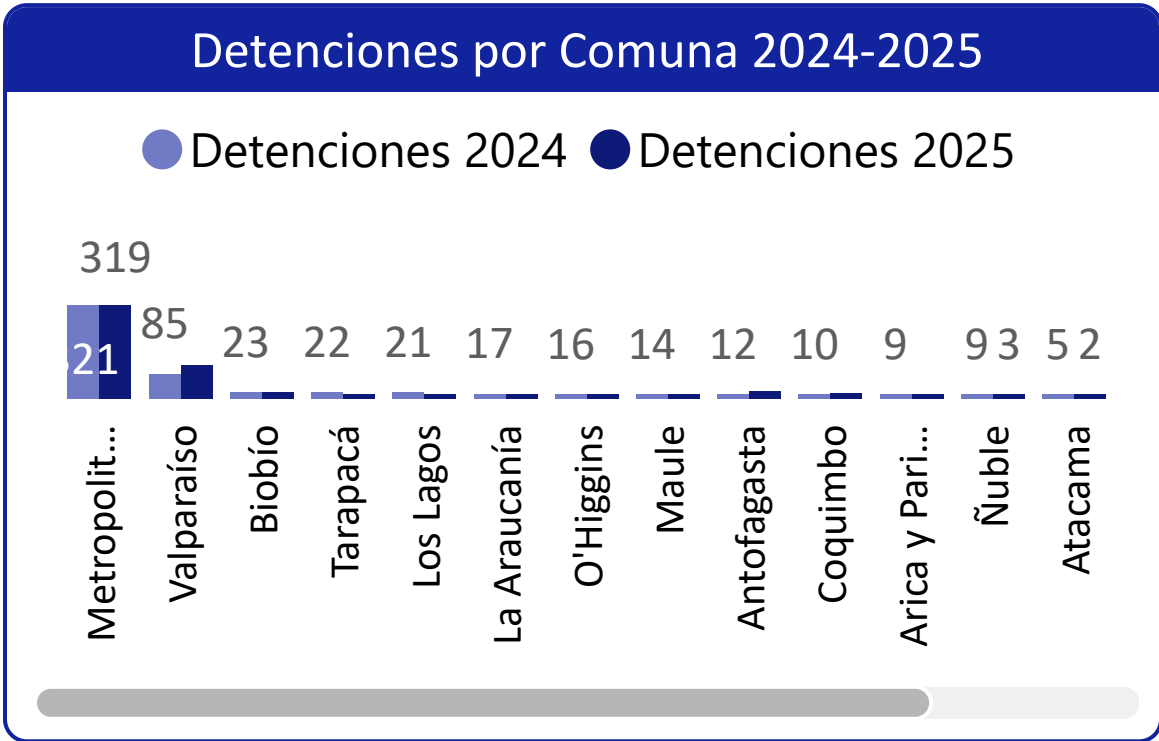 Detenciones por Comuna 2024-2025
Detenciones 2024 Detenciones 2025
319
21
85
23
22
21
17
16
14
12
10
9
9 3
5 2
Metropolit...
Valparaíso
Biobío
Tarapacá
Los Lagos
La Araucanía
O'Higgins
Maule
Antofagasta
Coquimbo
Arica y Pari...
Ñuble
Atacama